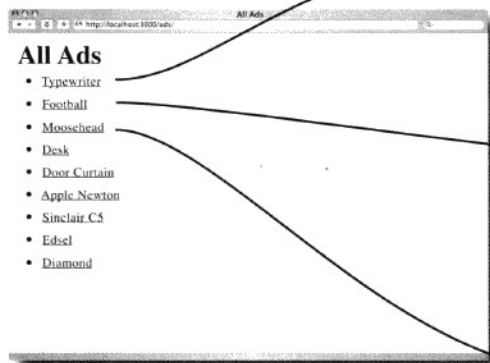 All Ads
http://localhost:3000/ads/
All Ads
• Typewriter
• Football
• Moosehead
• Desk
• Door Curtain
• Apple Newton
• Sinclair C5
• Edsel
• Diamond